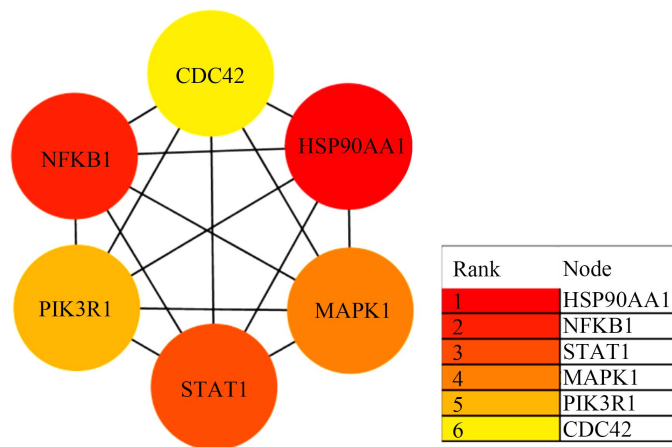 CDC42
HSP90AA1
NFKB1
PIK3R1
MAPK1
STAT1
Rank Node
1 HSP90AA1
2 NFKB1
3 STAT1
4 MAPK1
5 PIK3R1
6 CDC42